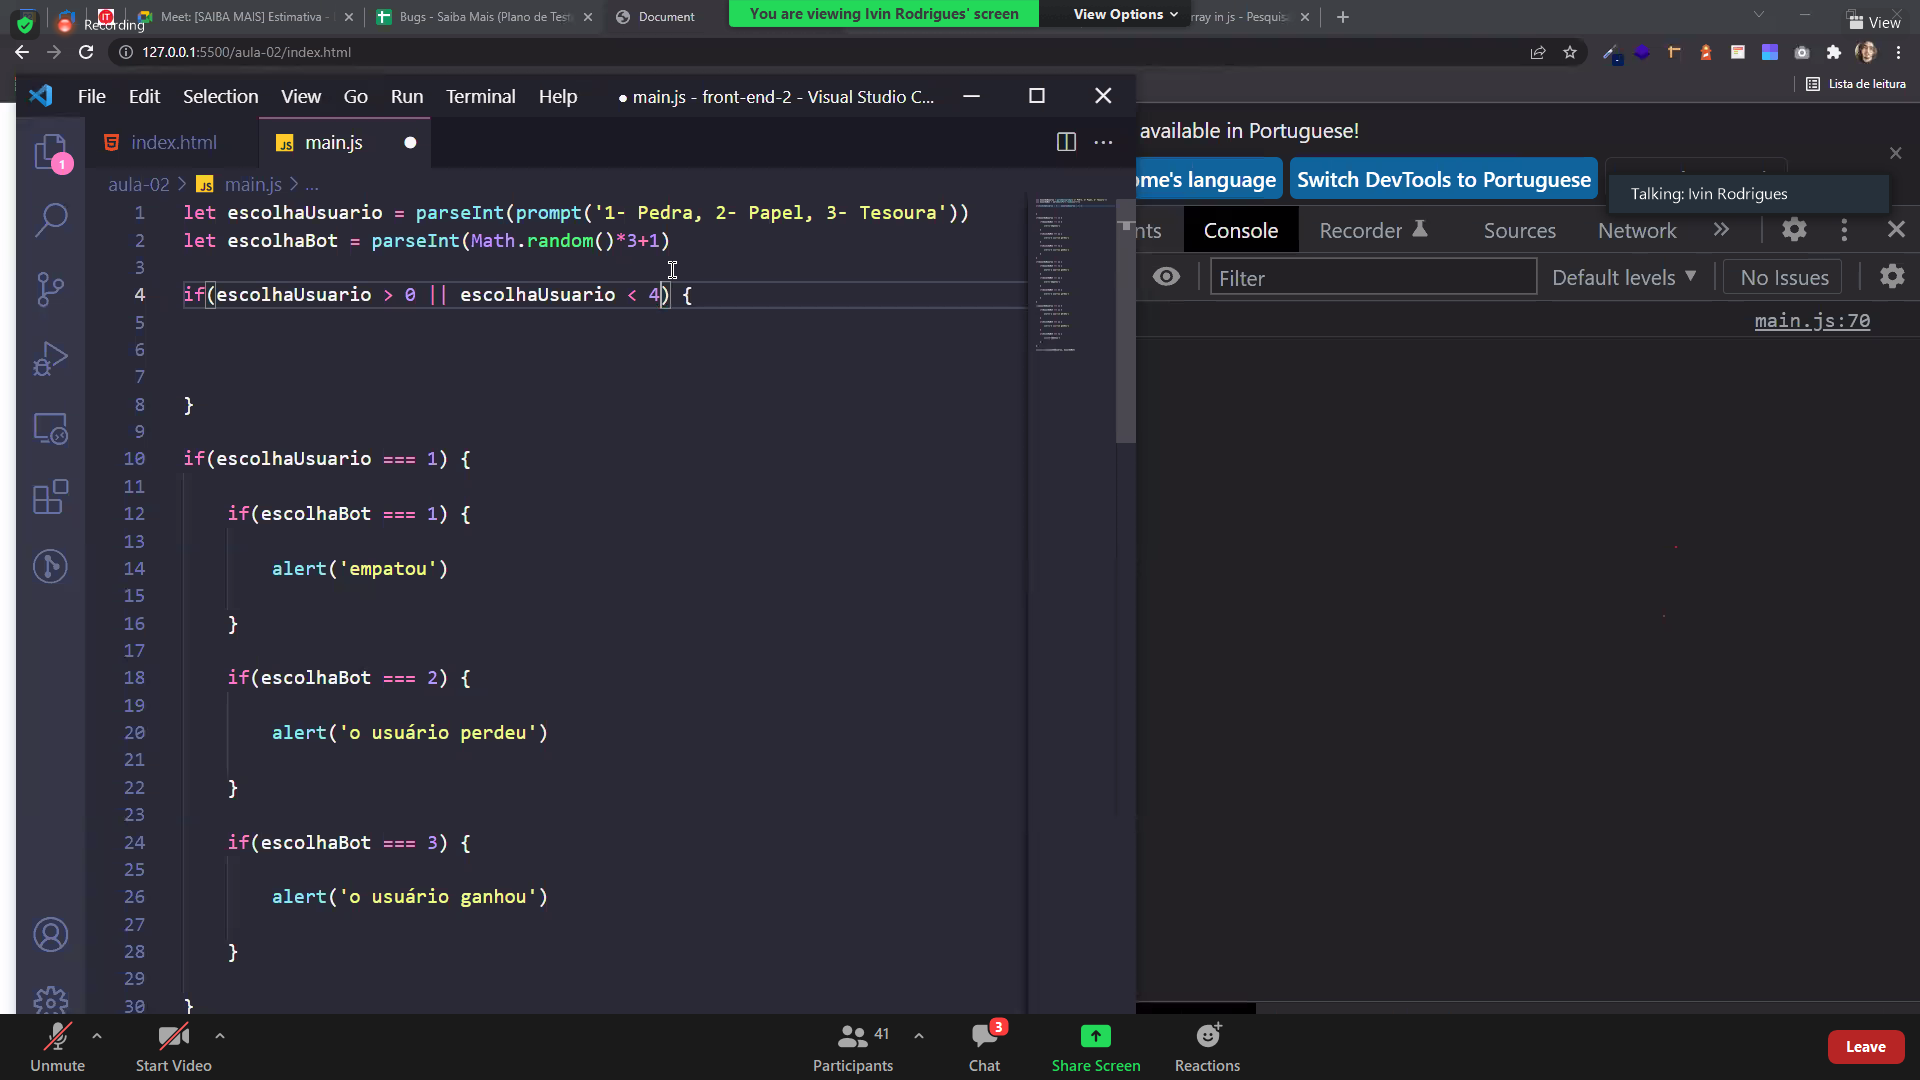 Recording
Meet: [SAIBA MAIS] Estimativa -
Bugs - Saiba Mais (Plano de Test
Document
You are viewing Ivin Rodrigues' screen
View Options
rray in js - Pesquis
View
127.0.0.1:5500/aula-02/index.html
Lista de leitura
File Edit Selection View Go Run Terminal Help
● main.js - front-end-2 - Visual Studio C...
available in Portuguese!
1
index.html
JS main.js
ome's language
Switch DevTools to Portuguese
Talking: Ivin Rodrigues
aula-02 > JS main.js > ...
nts
Console
Recorder
Sources
Network
Filter
Default levels ▼
No Issues
main.js:70
1 let escolhaUsuario = parseInt(prompt('1- Pedra, 2- Papel, 3- Tesoura'))
2 let escolhaBot = parseInt(Math.random()*3+1)
3
4 if(escolhaUsuario > 0 || escolhaUsuario < 4) {
5
6
7
8 }
9
10 if(escolhaUsuario === 1) {
11
12 if(escolhaBot === 1) {
13
14 alert('empatou')
15
16 }
17
18 if(escolhaBot === 2) {
19
20 alert('o usuário perdeu')
21
22 }
23
24 if(escolhaBot === 3) {
25
26 alert('o usuário ganhou')
27
28 }
29
30 }
Unmute
Start Video
41
Participants
3
Chat
Share Screen
Reactions
Leave